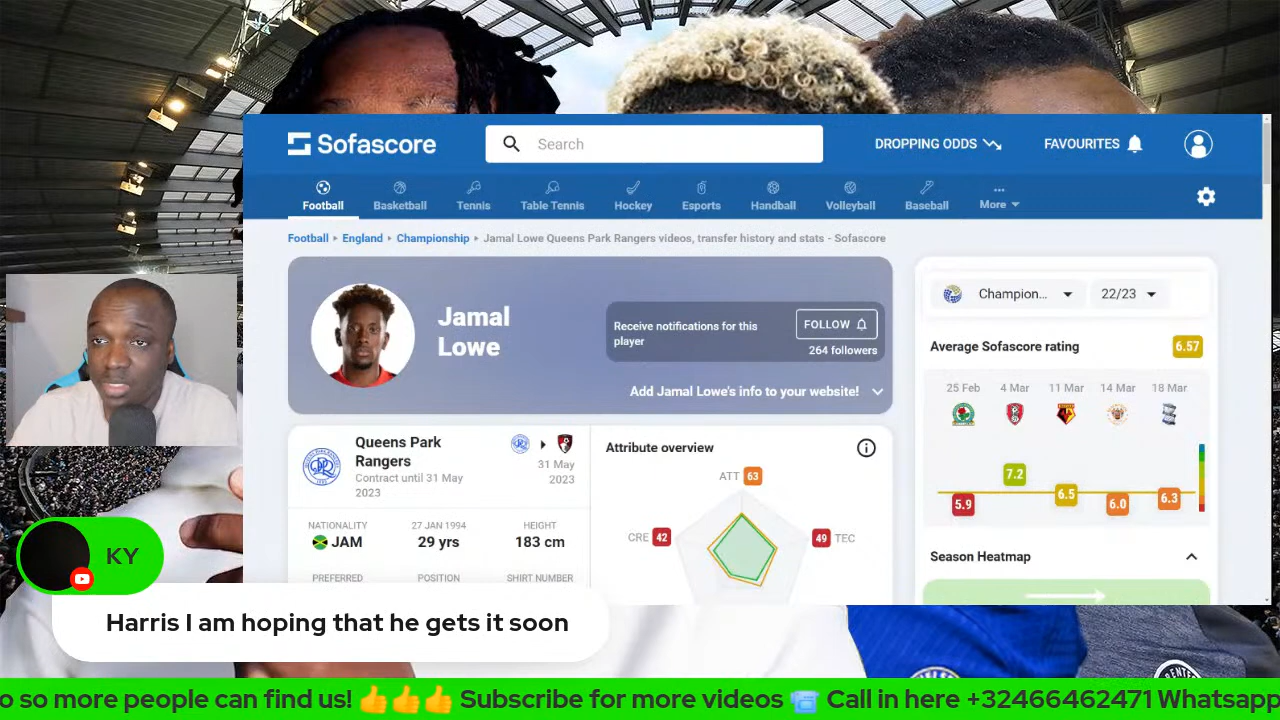 Sofascore
Search
DROPPING ODDS
FAVOURITES
Football
Basketball
Tennis
Table Tennis
Hockey
Esports
Handball
Volleyball
Baseball
More
Football
England
Championship
Jamal Lowe Queens Park Rangers videos, transfer history and stats - Sofascore
Jamal
Lowe
Receive notifications for this
player
FOLLOW
264 followers
Add Jamal Lowe's info to your website!
Champion...
22/23
Average Sofascore rating
6.57
25 Feb
4 Mar
11 Mar
14 Mar
18 Mar
5.9
7.2
6.5
6.0
6.3
Season Heatmap
Queens Park
Rangers
Contract until 31 May
2023
31 May
2023
NATIONALITY
27 JAN 1994
HEIGHT
JAM
29 yrs
183 cm
PREFERRED
POSITION
SHIRT NUMBER
Attribute overview
ATT 63
CRE 42
49 TEC
KY
Harris I am hoping that he gets it soon
o so more people can find us! 👍👍👍 Subscribe for more videos 📹 Call in here +32466462471 Whatsapp